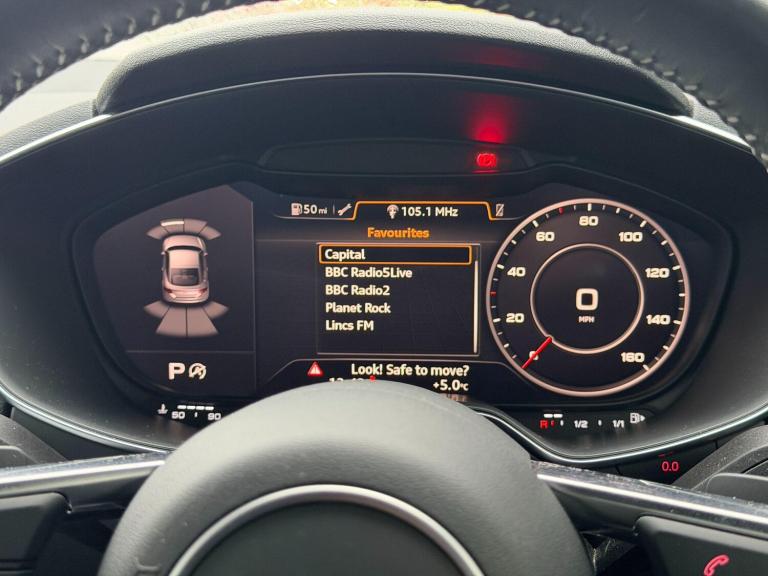 50 mi
105.1 MHz
Favourites
Capital
BBC Radio5Live
BBC Radio2
Planet Rock
Lincs FM
Look! Safe to move?
+5.0°C
P
0
MPH
0
20
40
60
80
100
120
140
160
50 90
R 1/2 1/1
0.0